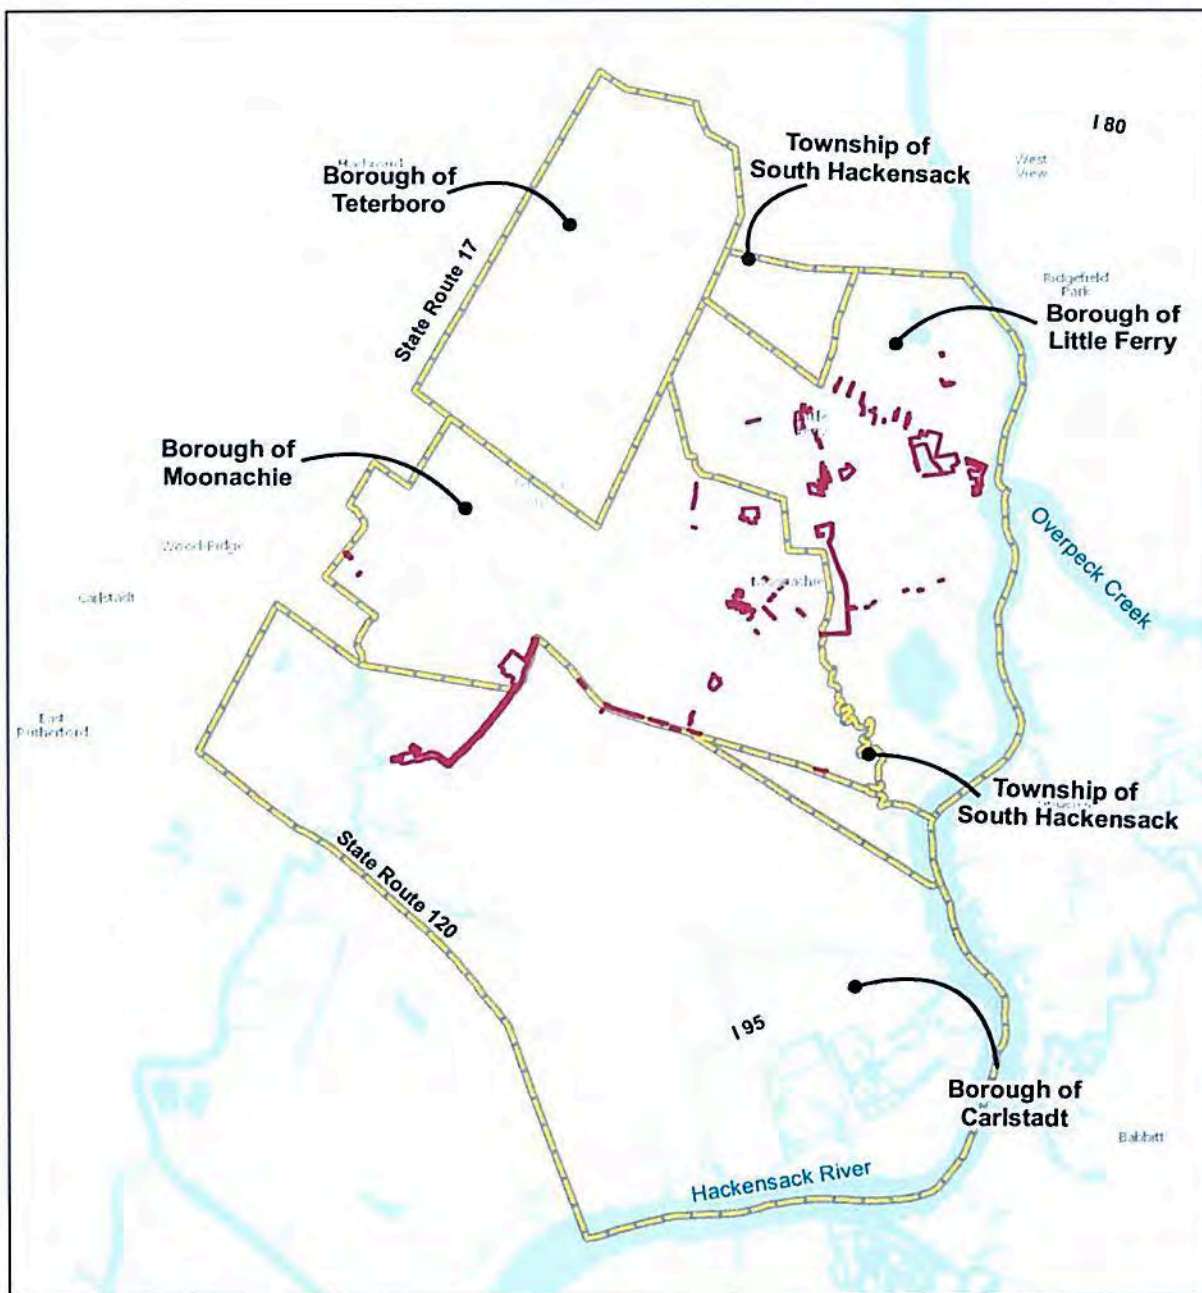 I 80
Township of
South Hackensack
West
View
Borough of
Teterboro
State Route 17
Ridgefield
Park
Borough of
Little Ferry
Borough of
Moonachie
Wood-Ridge
Carlstadt
Overpeck Creek
East
Rutherford
Township of
South Hackensack
State Route 120
I 95
Borough of
Carlstadt
Babbitt
Hackensack River